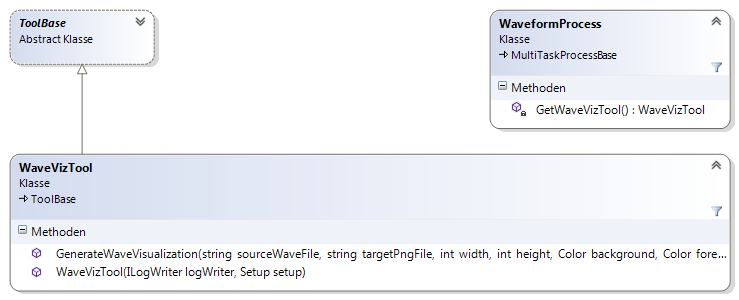 ToolBase
Abstract Klasse
WaveformProcess
Klasse
MultiTaskProcessBase
Methoden
GetWaveVizTool() : WaveVizTool
WaveVizTool
Klasse
ToolBase
Methoden
GenerateWaveVisualization(string sourceWaveFile, string targetPngFile, int width, int height, Color background, Color fore...
WaveVizTool(ILogWriter logWriter, Setup setup)